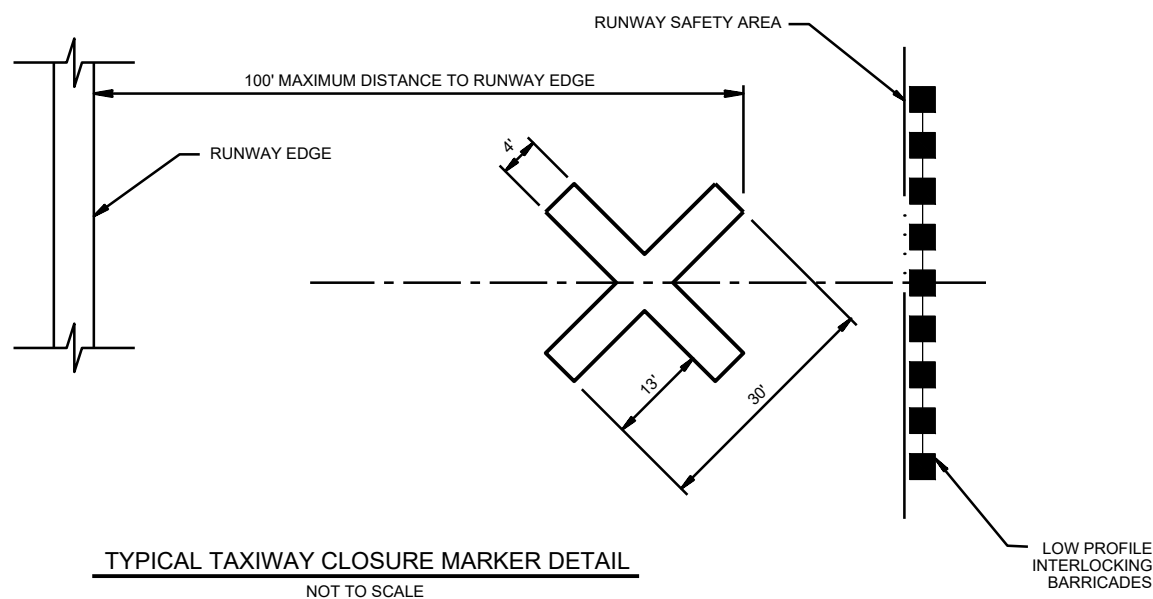 RUNWAY SAFETY AREA
100' MAXIMUM DISTANCE TO RUNWAY EDGE
RUNWAY EDGE
4'
13'
30'
LOW PROFILE
INTERLOCKING
BARRICADES
TYPICAL TAXIWAY CLOSURE MARKER DETAIL
NOT TO SCALE